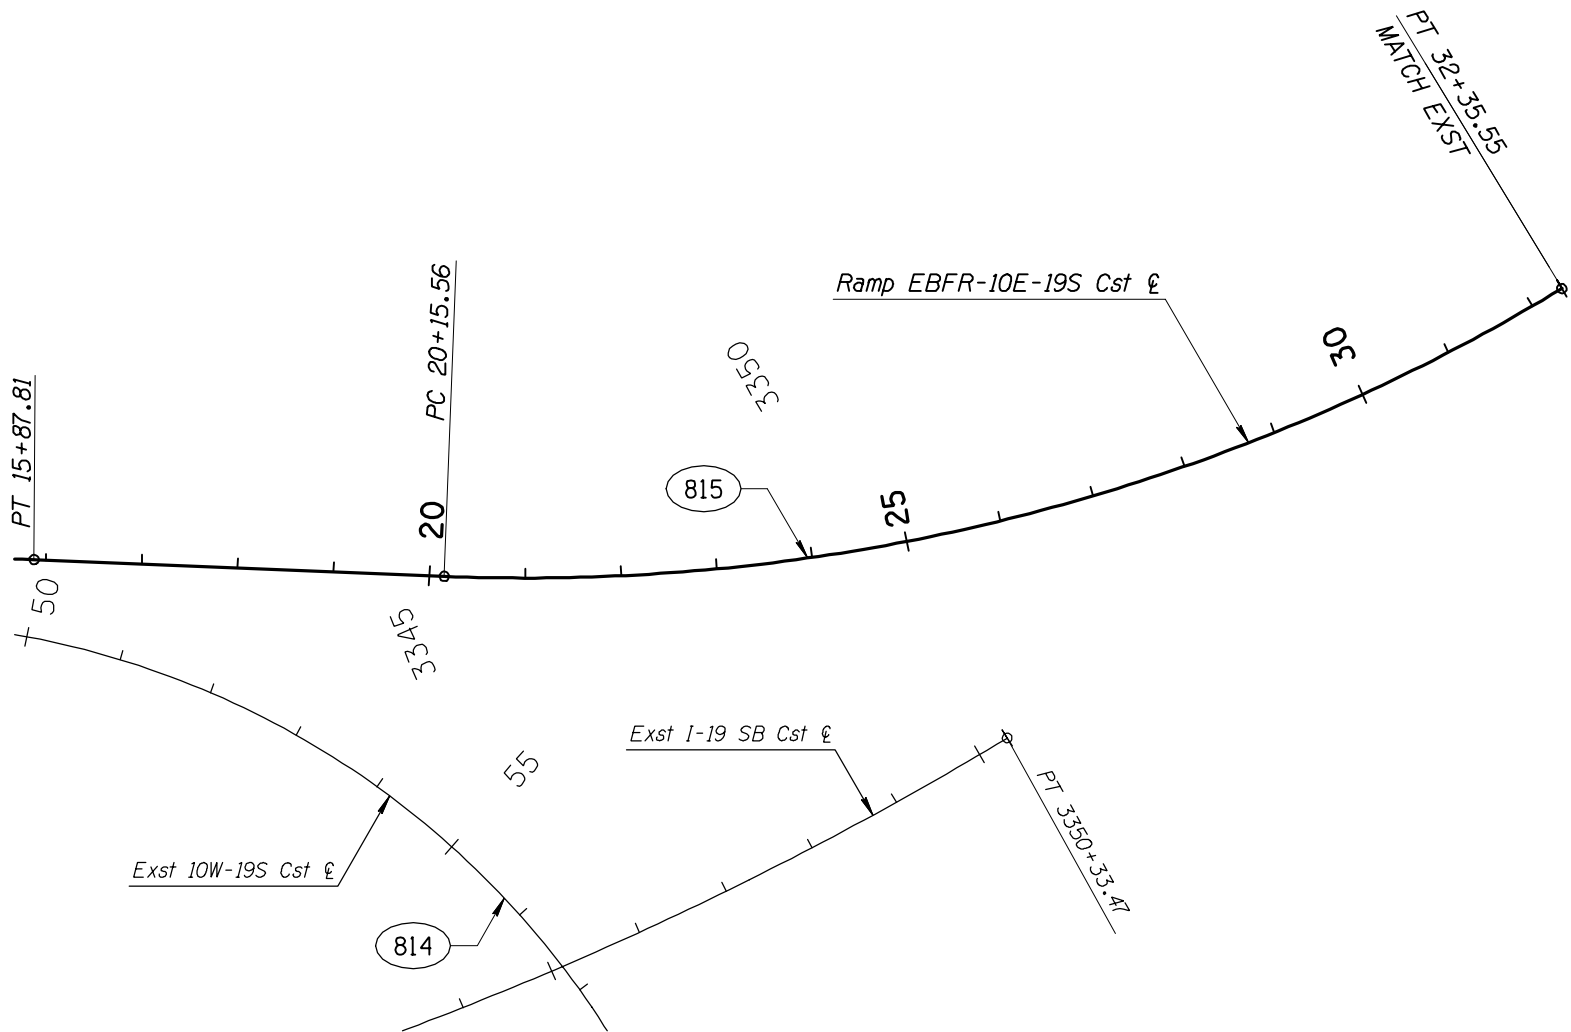 PT 32+35.55
MATCH EXST
PC 20+15.56
Ramp EBFR-10E-19S Cst ℄
PT 15+87.81
3350
30
815
25
20
50
3345
Exst I-19 SB Cst ℄
55
PT 3350+33.47
Exst 10W-19S Cst ℄
814